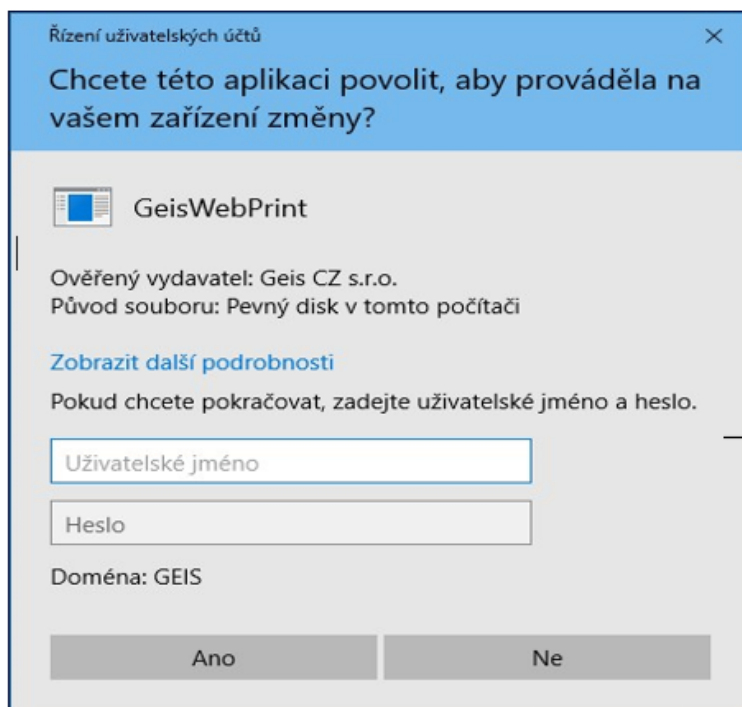 Řízení uživatelských účtů
Chcete této aplikaci povolit, aby prováděla na
vašem zařízení změny?
GeisWebPrint
Ověřený vydavatel: Geis CZ s.r.o.
Původ souboru: Pevný disk v tomto počítači
Zobrazit další podrobnosti
Pokud chcete pokračovat, zadejte uživatelské jméno a heslo.
Uživatelské jméno
Heslo
Doména: GEIS
Ano Ne